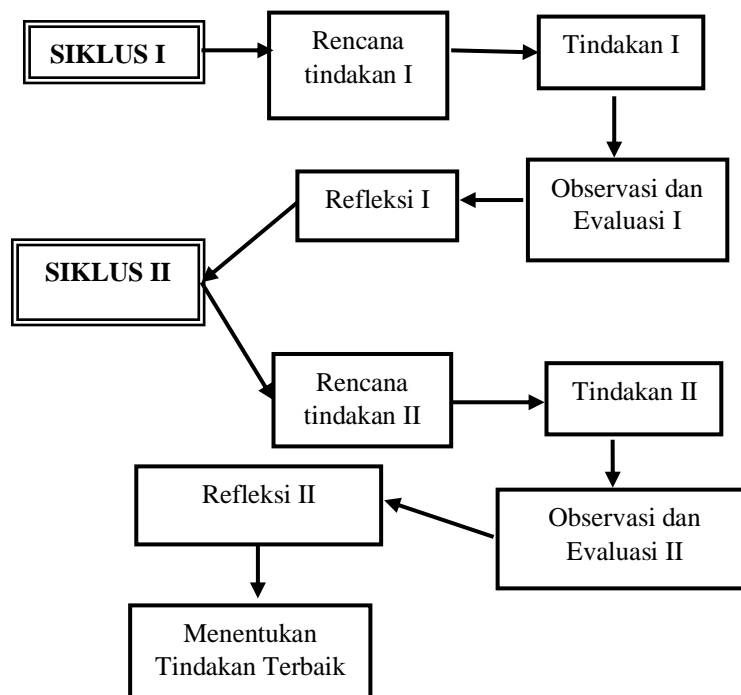 SIKLUS I
Rencana
tindakan I
Tindakan I
Observasi dan
Evaluasi I
Refleksi I
SIKLUS II
Rencana
tindakan II
Tindakan II
Observasi dan
Evaluasi II
Refleksi II
Menentukan
Tindakan Terbaik